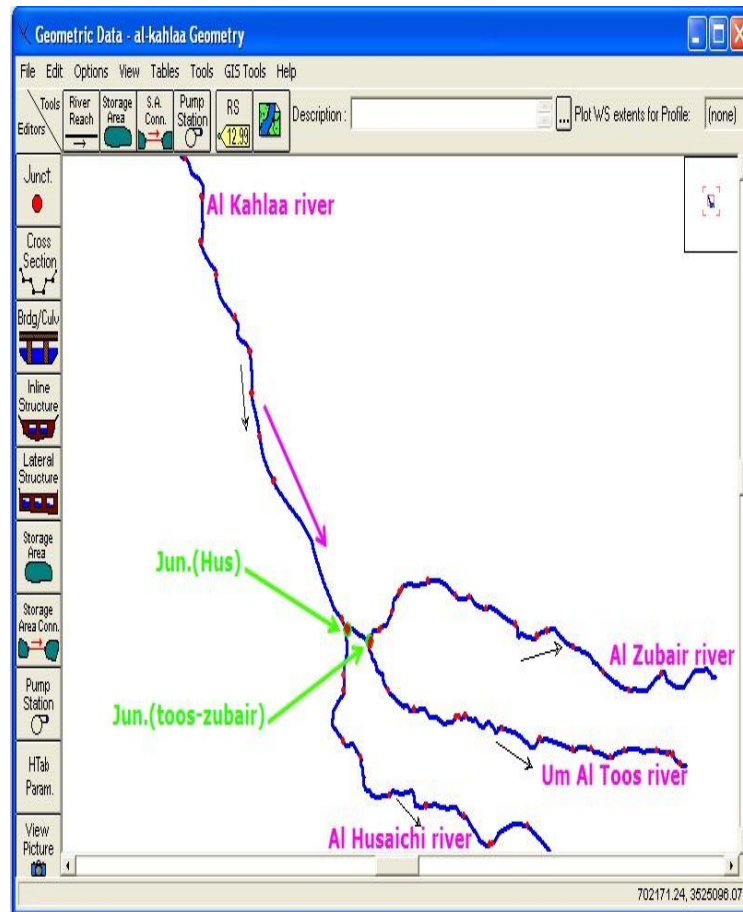 Geometric Data - al-kahlaa Geometry
File Edit Options View Tables Tools GIS Tools Help
Tools
Editors
River
Reach
Storage
Area
S.A.
Conn.
Pump
Station
RS
12.99
Description :
...
Plot WS extents for Profile:
(none)
Junct.
Cross
Section
Brdg/Culv
Inline
Structure
Lateral
Structure
Storage
Area
Storage
Area Conn.
Pump
Station
HTab
Param.
View
Picture
Al Kahlaa river
Jun.(Hus)
Al Zubair river
Jun.(toos-zubair)
Um Al Toos river
Al Husaichi river
702171.24, 3525096.07